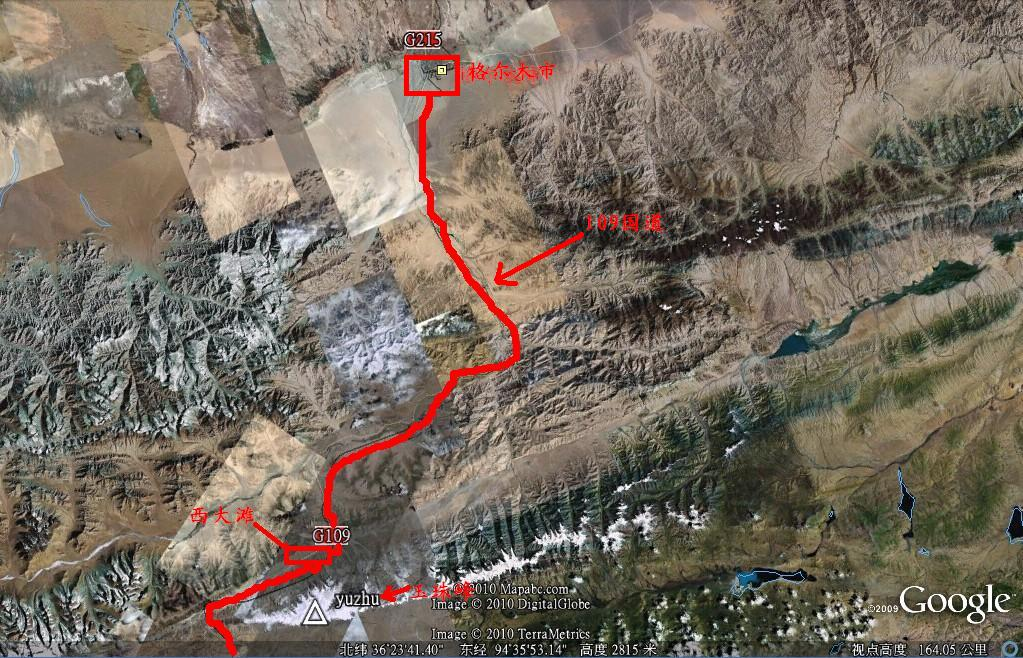 G215
格尔木市
109国道
西大滩
G109
yuzhu
玉珠峰
©2010 Mapabc.com
Image © 2010 DigitalGlobe
©2009 Google
Image © 2010 TerraMetrics
北纬 36°23'41.40" 东经 94°35'53.14" 高度 2815 米 视点高度 164.05 公里